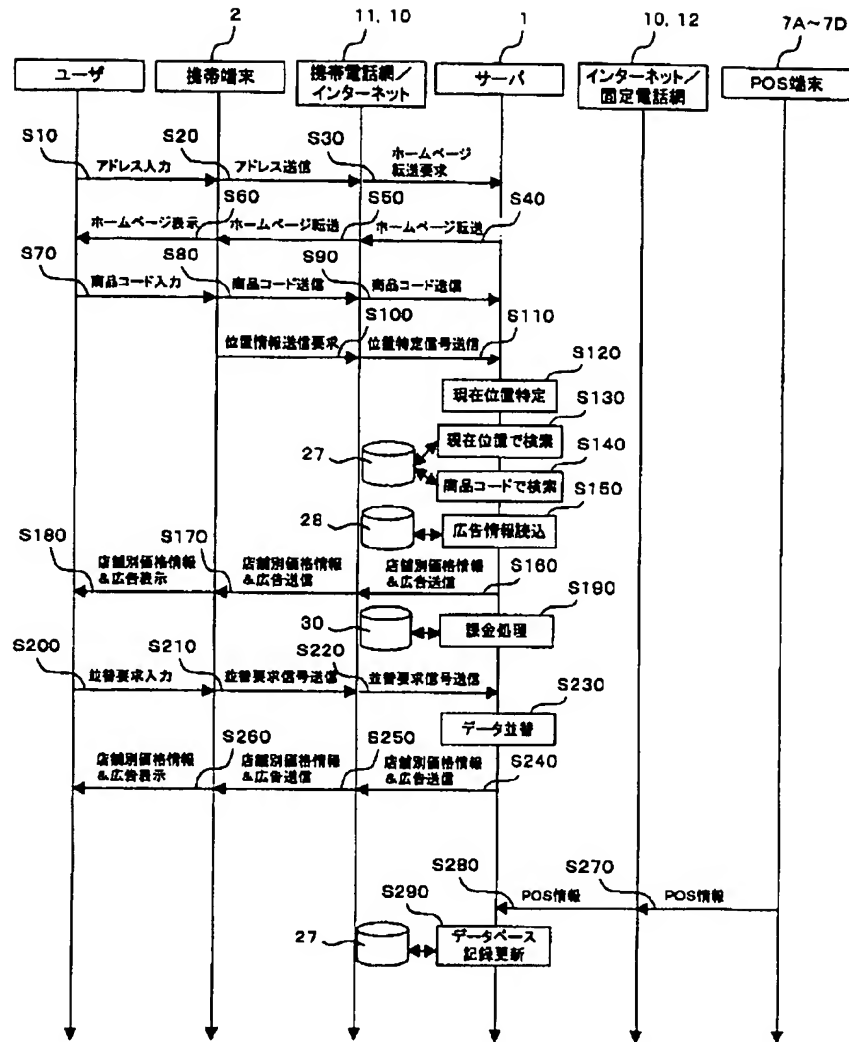 2
11, 10
1
10, 12
7A～7D
ユーザ
携帯端末
携帯電話網／
インターネット
サーバ
インターネット／
固定電話網
POS端末
S10
アドレス入力
S20
アドレス送信
S30
ホームページ
転送要求
S60
ホームページ表示
S50
ホームページ転送
S40
ホームページ転送
S70
商品コード入力
S80
商品コード送信
S90
商品コード送信
S100
位置情報送信要求
S110
位置特定信号送信
S120
現在位置特定
S130
現在位置で検索
27
S140
商品コードで検索
S150
28
広告情報読込
S180
店舗別価格情報
&広告表示
S170
店舗別価格情報
&広告送信
S160
店舗別価格情報
&広告送信
S190
30
課金処理
S200
並替要求入力
S210
並替要求信号送信
S220
並替要求信号送信
S230
データ並替
S260
店舗別価格情報
&広告表示
S250
店舗別価格情報
&広告送信
S240
店舗別価格情報
&広告送信
S280
POS情報
S270
POS情報
S290
27
データベース
記録更新